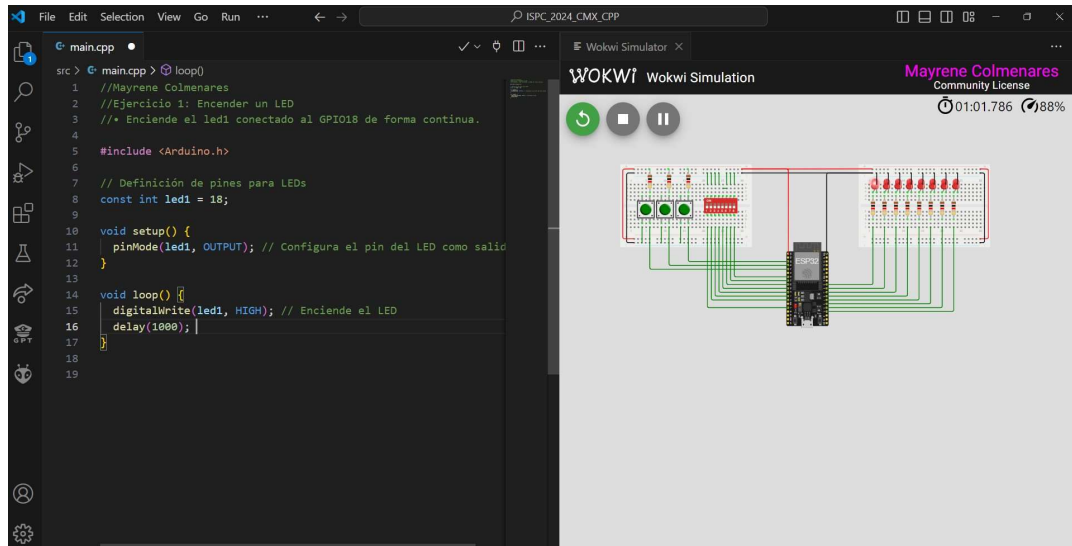 File Edit Selection View Go Run ··· ISPC_2024_CMX_CPP
main.cpp
Wokwi Simulator
src > main.cpp > loop()
1 //Mayrene Colmenares
2 //Ejercicio 1: Encender un LED
3 //• Enciende el led1 conectado al GPIO18 de forma continua.
4
5 #include <Arduino.h>
6
7 // Definición de pines para LEDs
8 const int led1 = 18;
9
10 void setup() {
11 pinMode(led1, OUTPUT); // Configura el pin del LED como salid
12 }
13
14 void loop() {
15 digitalWrite(led1, HIGH); // Enciende el LED
16 delay(1000);
17 }
18
19
1
GPT
WOKWi Wokwi Simulation
Mayrene Colmenares
Community License
01:01.786 88%
ESP32